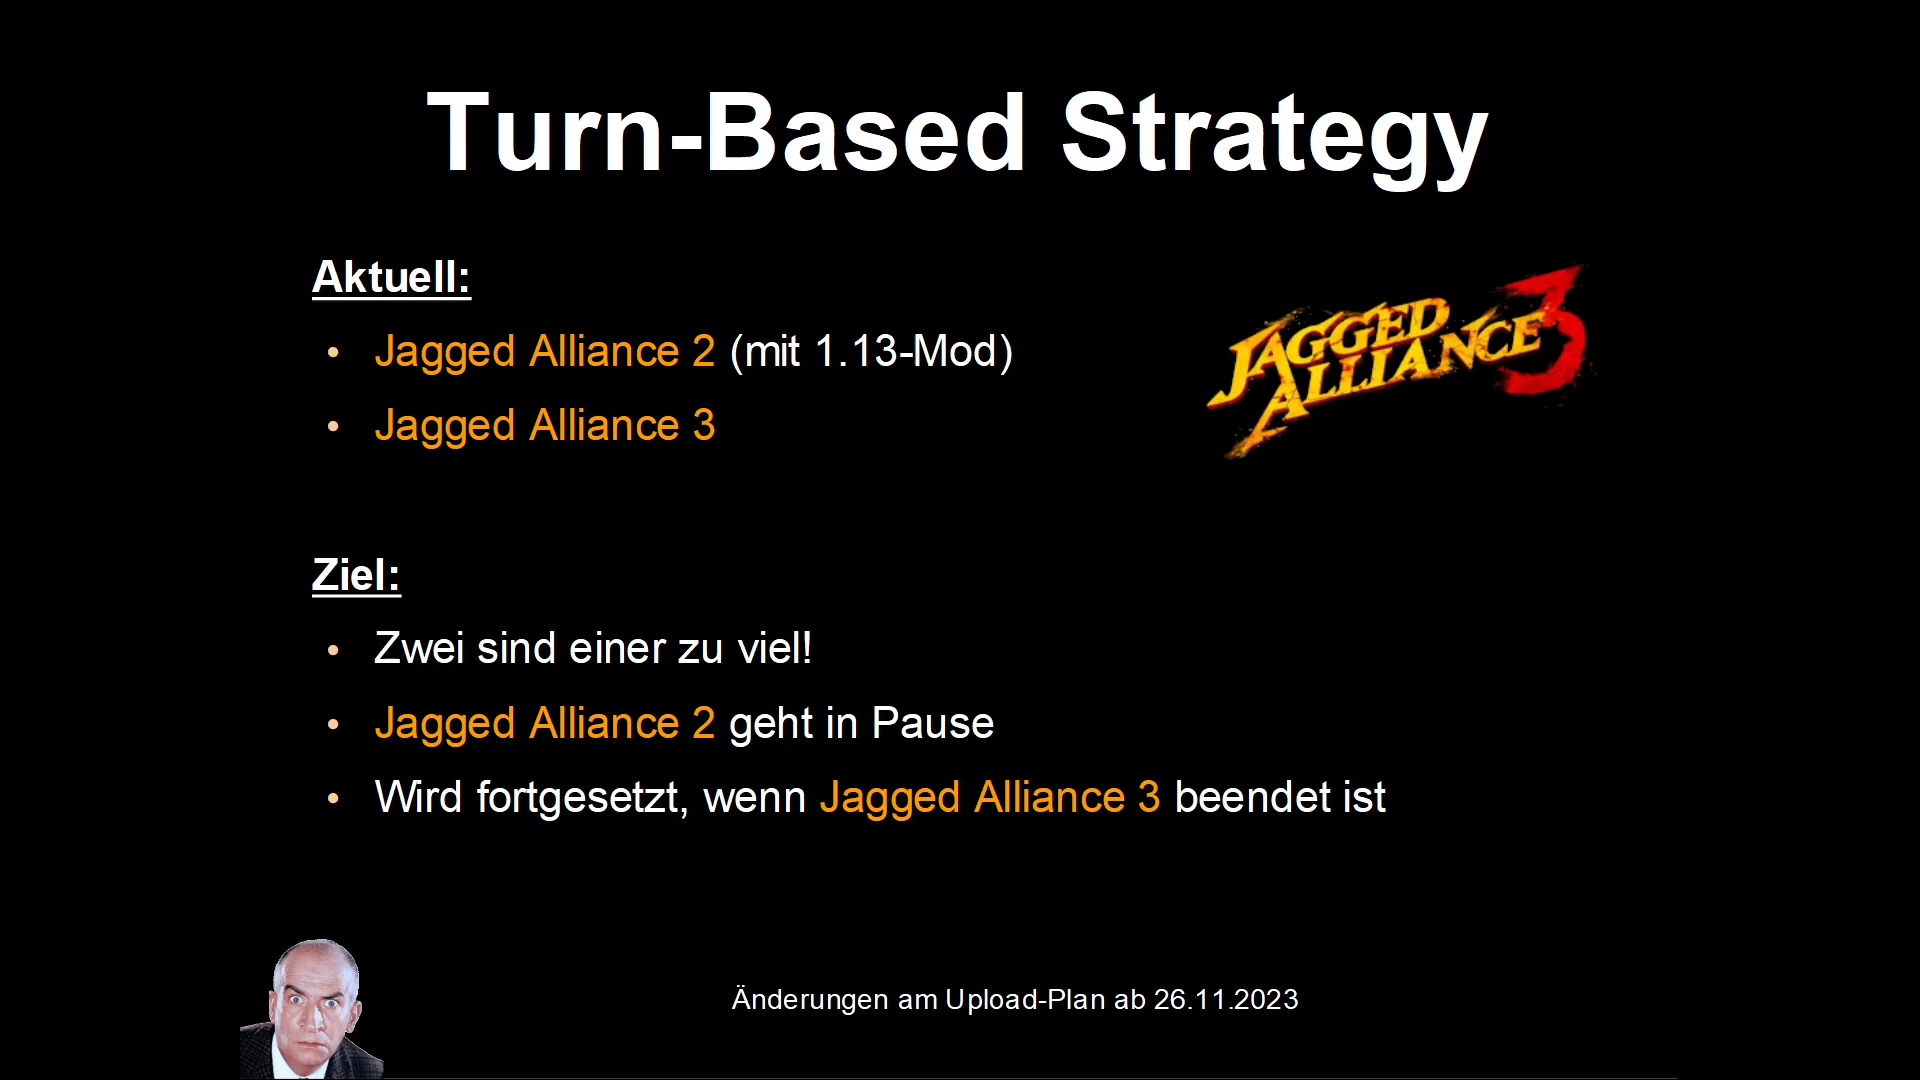 Turn-Based Strategy
Aktuell:
• Jagged Alliance 2 (mit 1.13-Mod)
• Jagged Alliance 3
JAGGED
ALLIANCE 3
Ziel:
• Zwei sind einer zu viel!
• Jagged Alliance 2 geht in Pause
• Wird fortgesetzt, wenn Jagged Alliance 3 beendet ist
Änderungen am Upload-Plan ab 26.11.2023